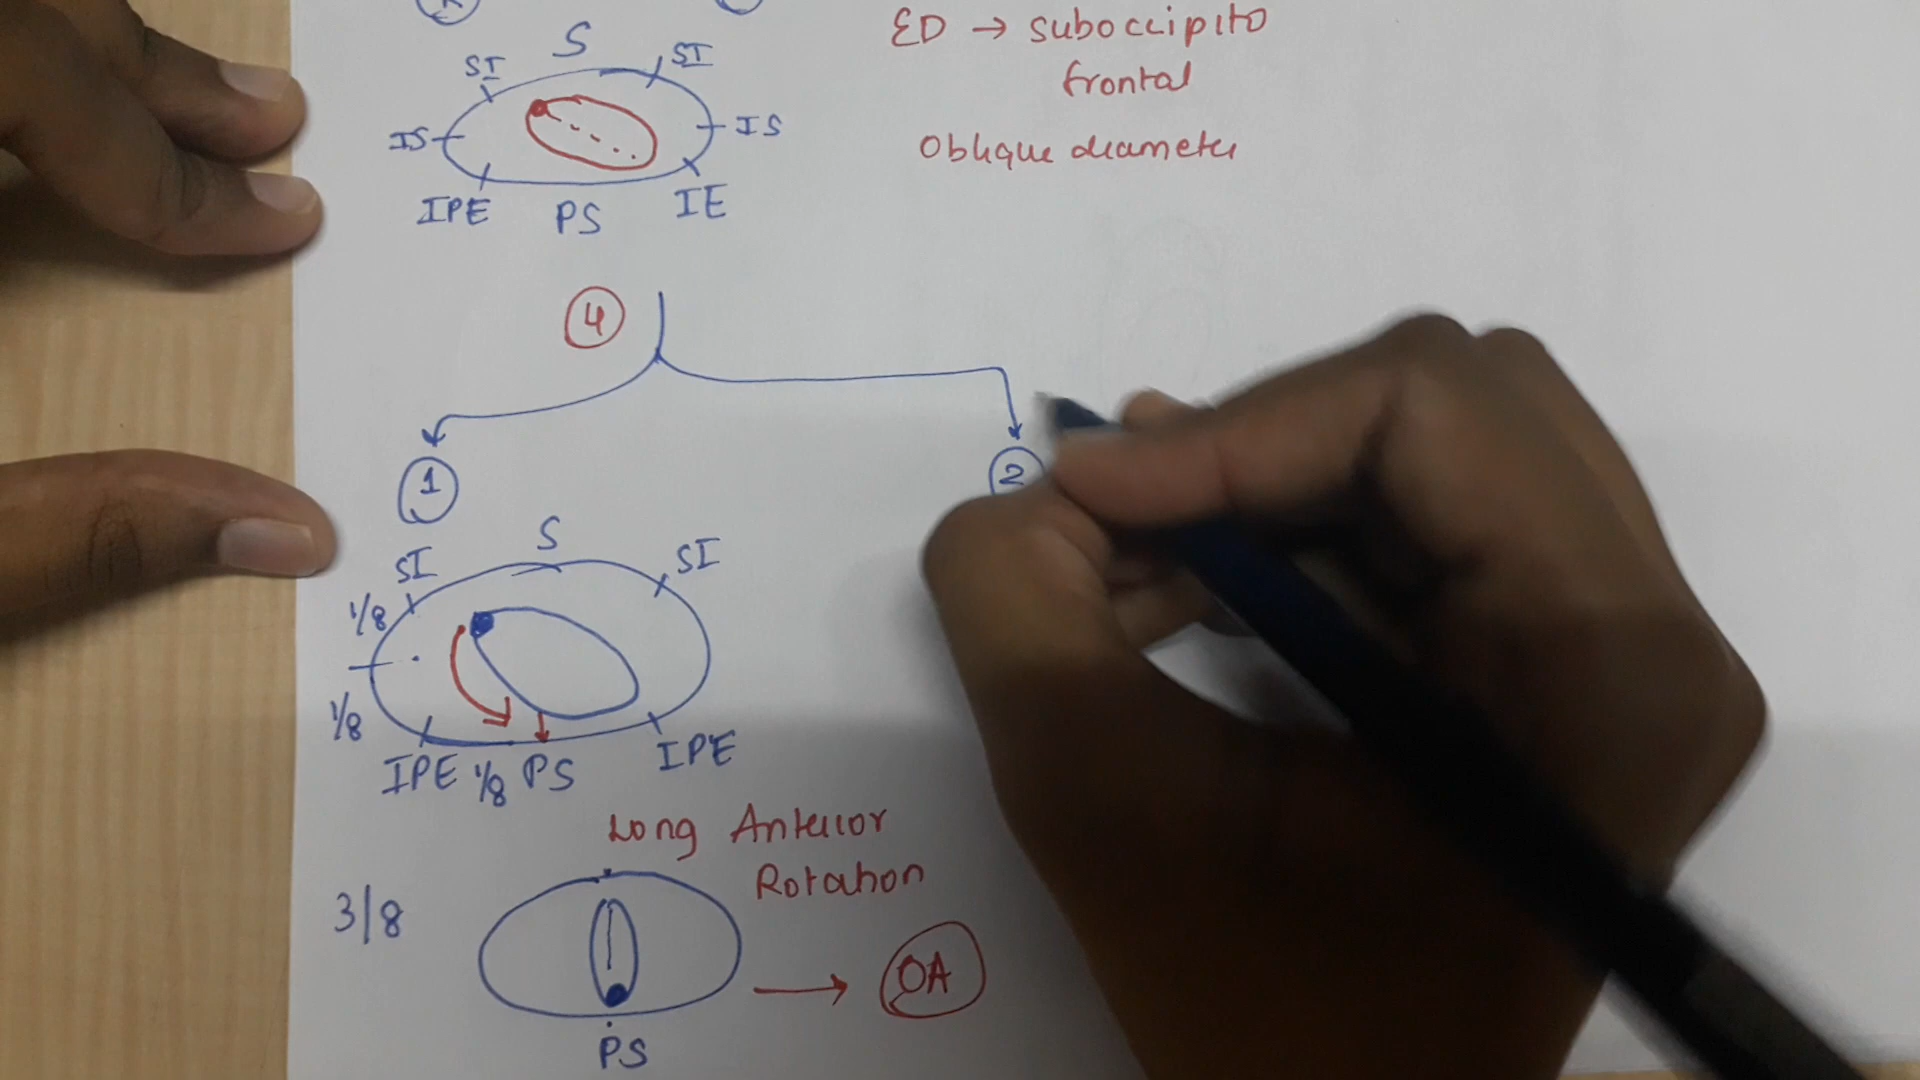 ED → suboccipito
frontal
Oblique diameter
S
SI
SI
IS
IS
IPE
PS
IE
4
1
2
S
SI
SI
1/8
1/8
IPE
1/8
PS
IPE
Long Anterior
Rotation
3/8
OA
PS